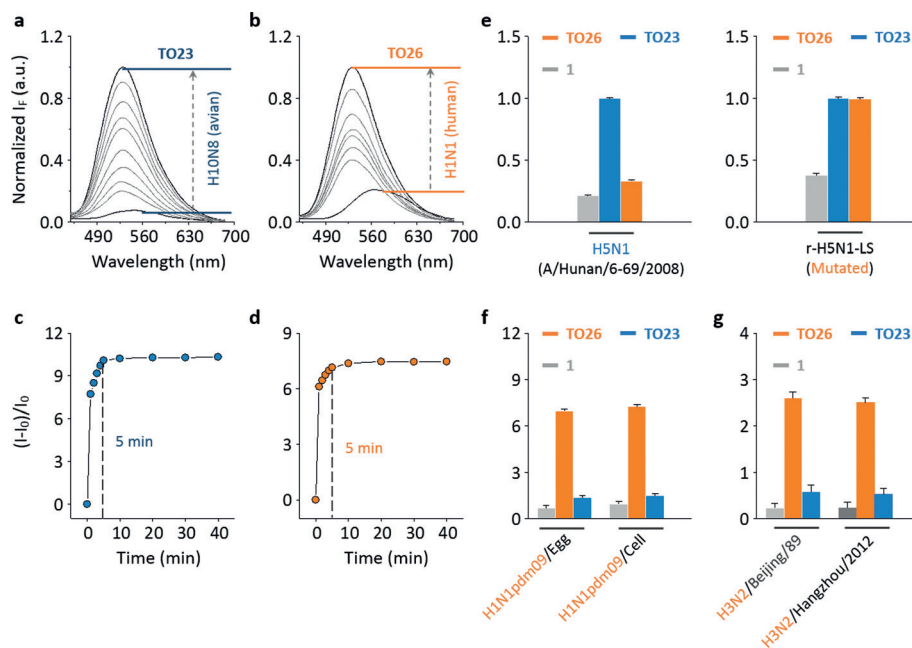 a
TO23
Normalized I_F (a.u.)
1.2
0.8
0.4
0.0
H10N8 (avian)
490 560 630 700
Wavelength (nm)
b
TO26
1.2
0.8
0.4
0.0
H1N1 (human)
490 560 630 700
Wavelength (nm)
e
TO26 TO23
1
1.5
1.0
0.5
0.0
H5N1
(A/Hunan/6-69/2008)
TO26 TO23
1
1.5
1.0
0.5
0.0
r-H5N1-LS
(Mutated)
c
(I-I₀)/I₀
12
9
6
3
0
5 min
0 10 20 30 40
Time (min)
d
9
6
3
0
5 min
0 10 20 30 40
Time (min)
f
TO26 TO23
1
12
9
6
3
0
H1N1pdm09/Egg
H1N1pdm09/Cell
g
TO26 TO23
1
4
3
2
1
0
H3N2/Beijing/89
H3N2/Hangzhou/2012